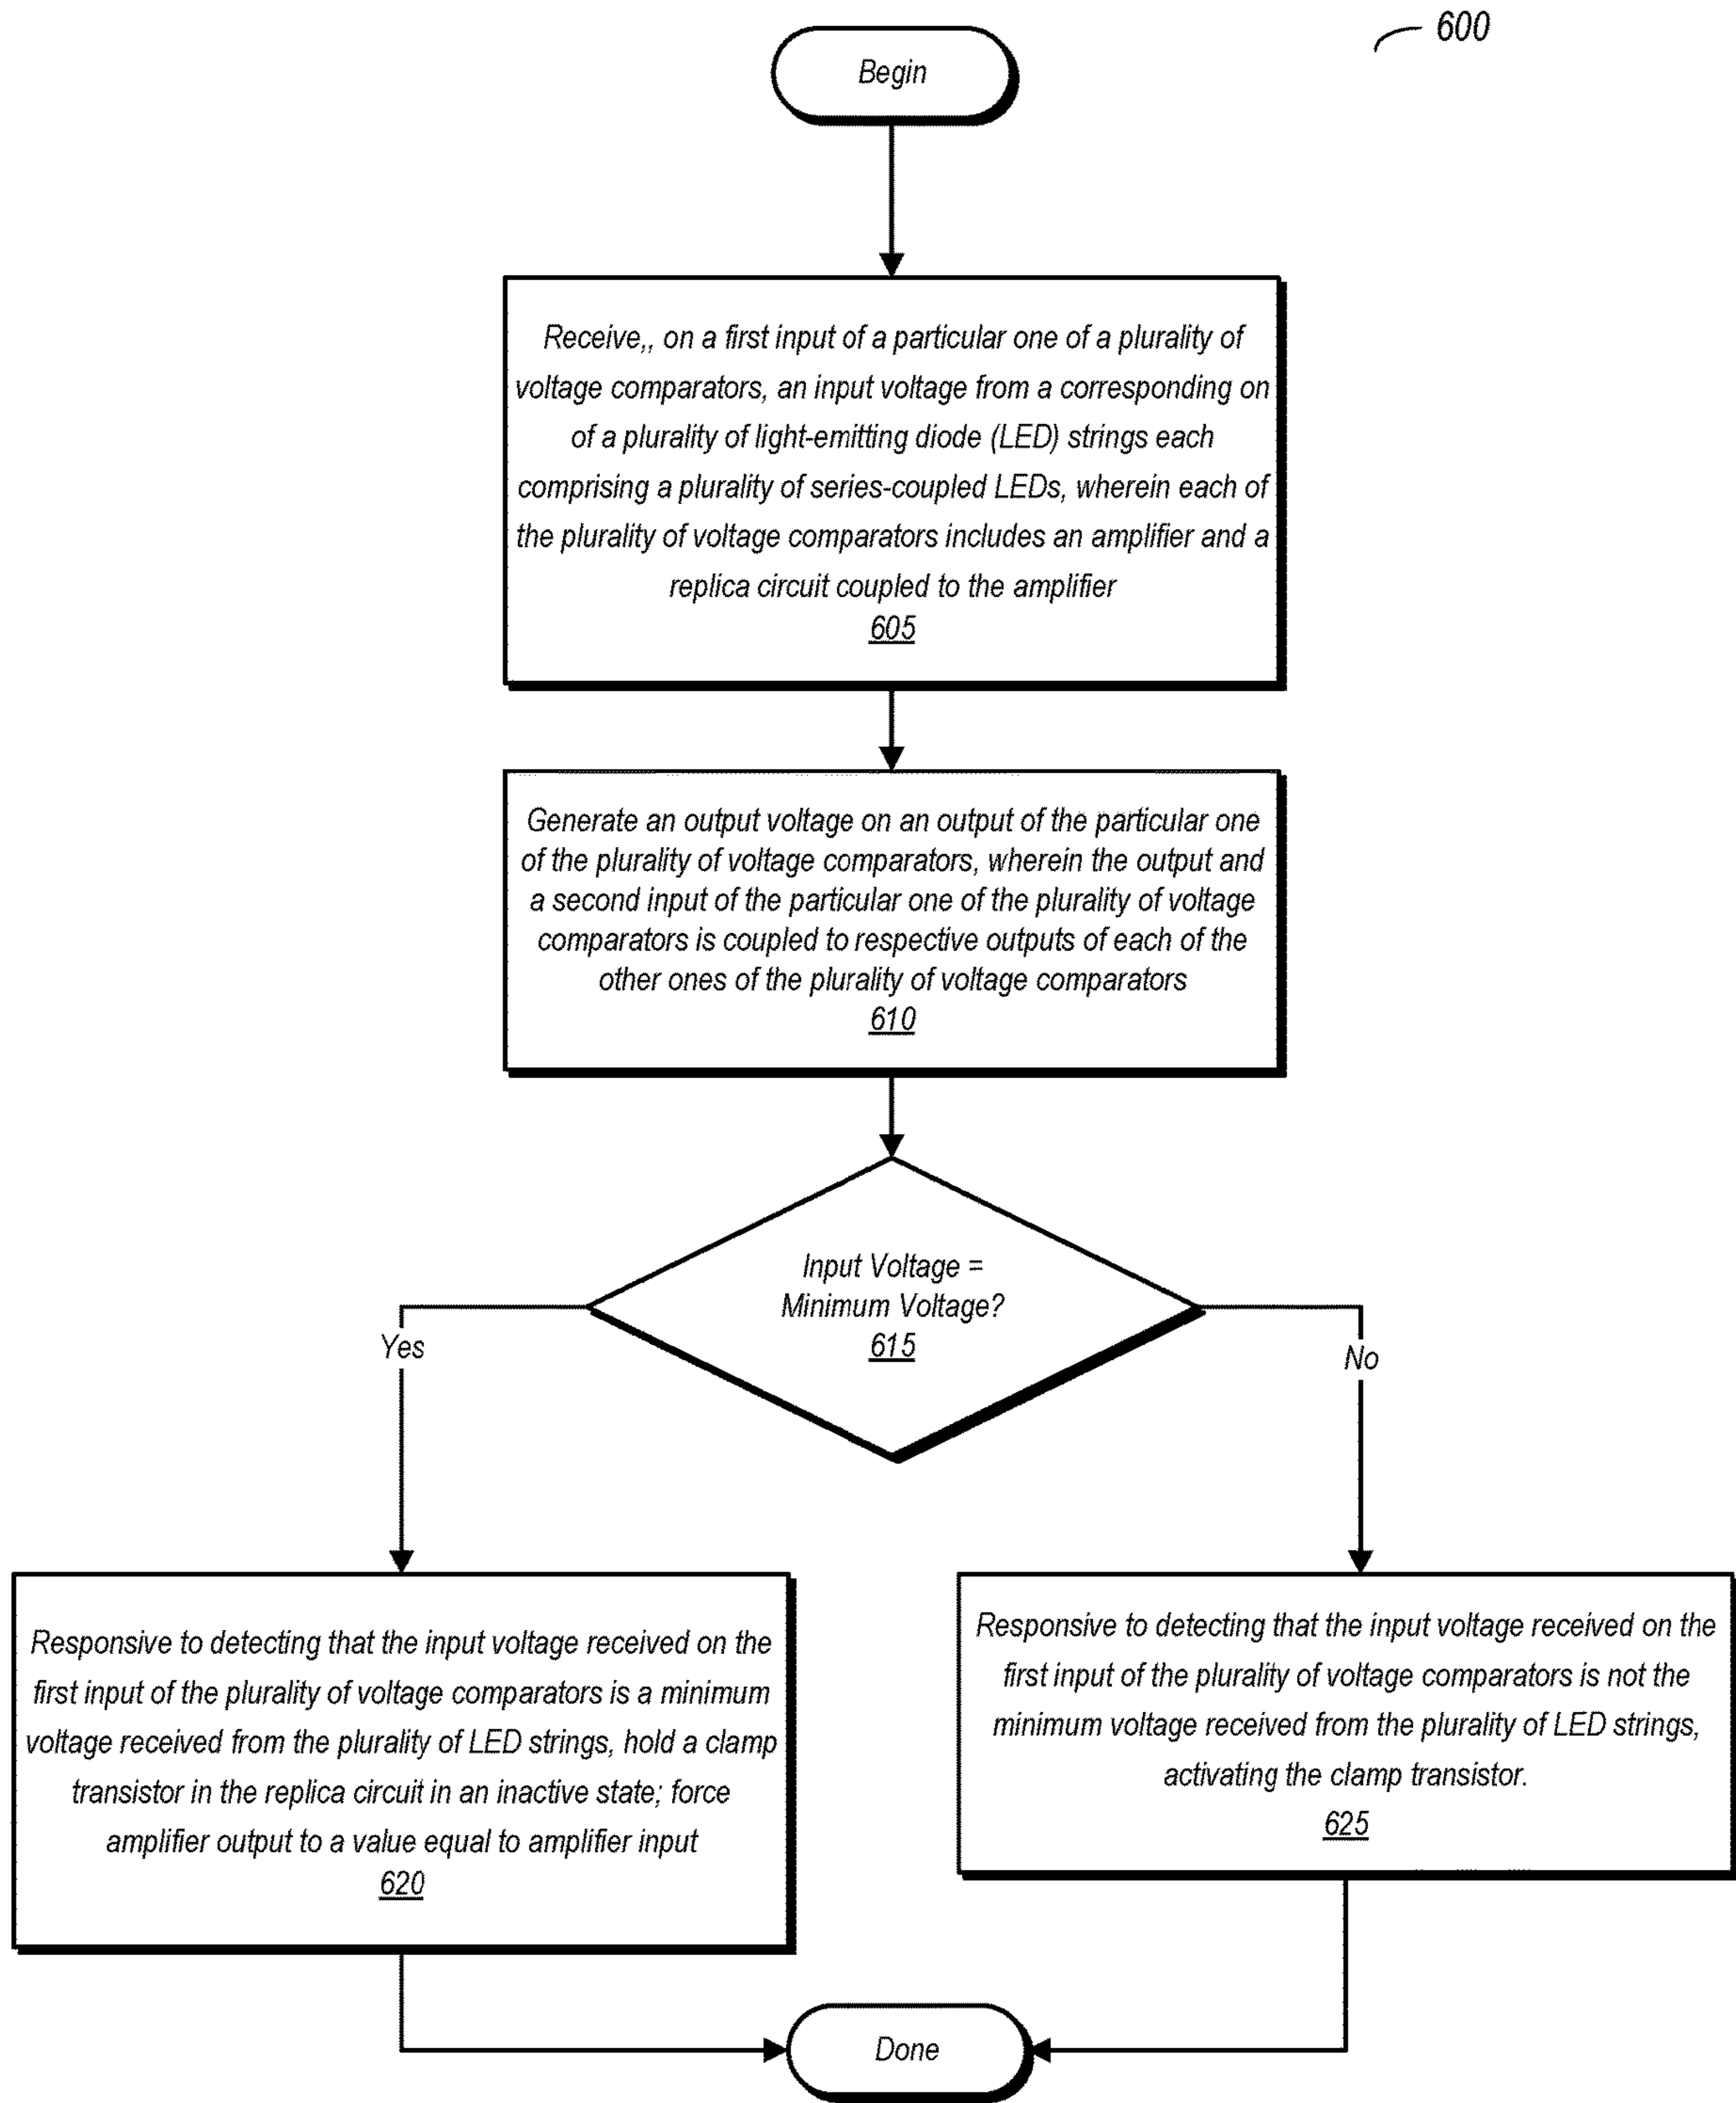 600
Begin
Receive,, on a first input of a particular one of a plurality of
voltage comparators, an input voltage from a corresponding on
of a plurality of light-emitting diode (LED) strings each
comprising a plurality of series-coupled LEDs, wherein each of
the plurality of voltage comparators includes an amplifier and a
replica circuit coupled to the amplifier
605
Generate an output voltage on an output of the particular one
of the plurality of voltage comparators, wherein the output and
a second input of the particular one of the plurality of voltage
comparators is coupled to respective outputs of each of the
other ones of the plurality of voltage comparators
610
Input Voltage =
Minimum Voltage?
615
Yes
No
Responsive to detecting that the input voltage received on the
first input of the plurality of voltage comparators is a minimum
voltage received from the plurality of LED strings, hold a clamp
transistor in the replica circuit in an inactive state; force
amplifier output to a value equal to amplifier input
620
Responsive to detecting that the input voltage received on the
first input of the plurality of voltage comparators is not the
minimum voltage received from the plurality of LED strings,
activating the clamp transistor.
625
Done